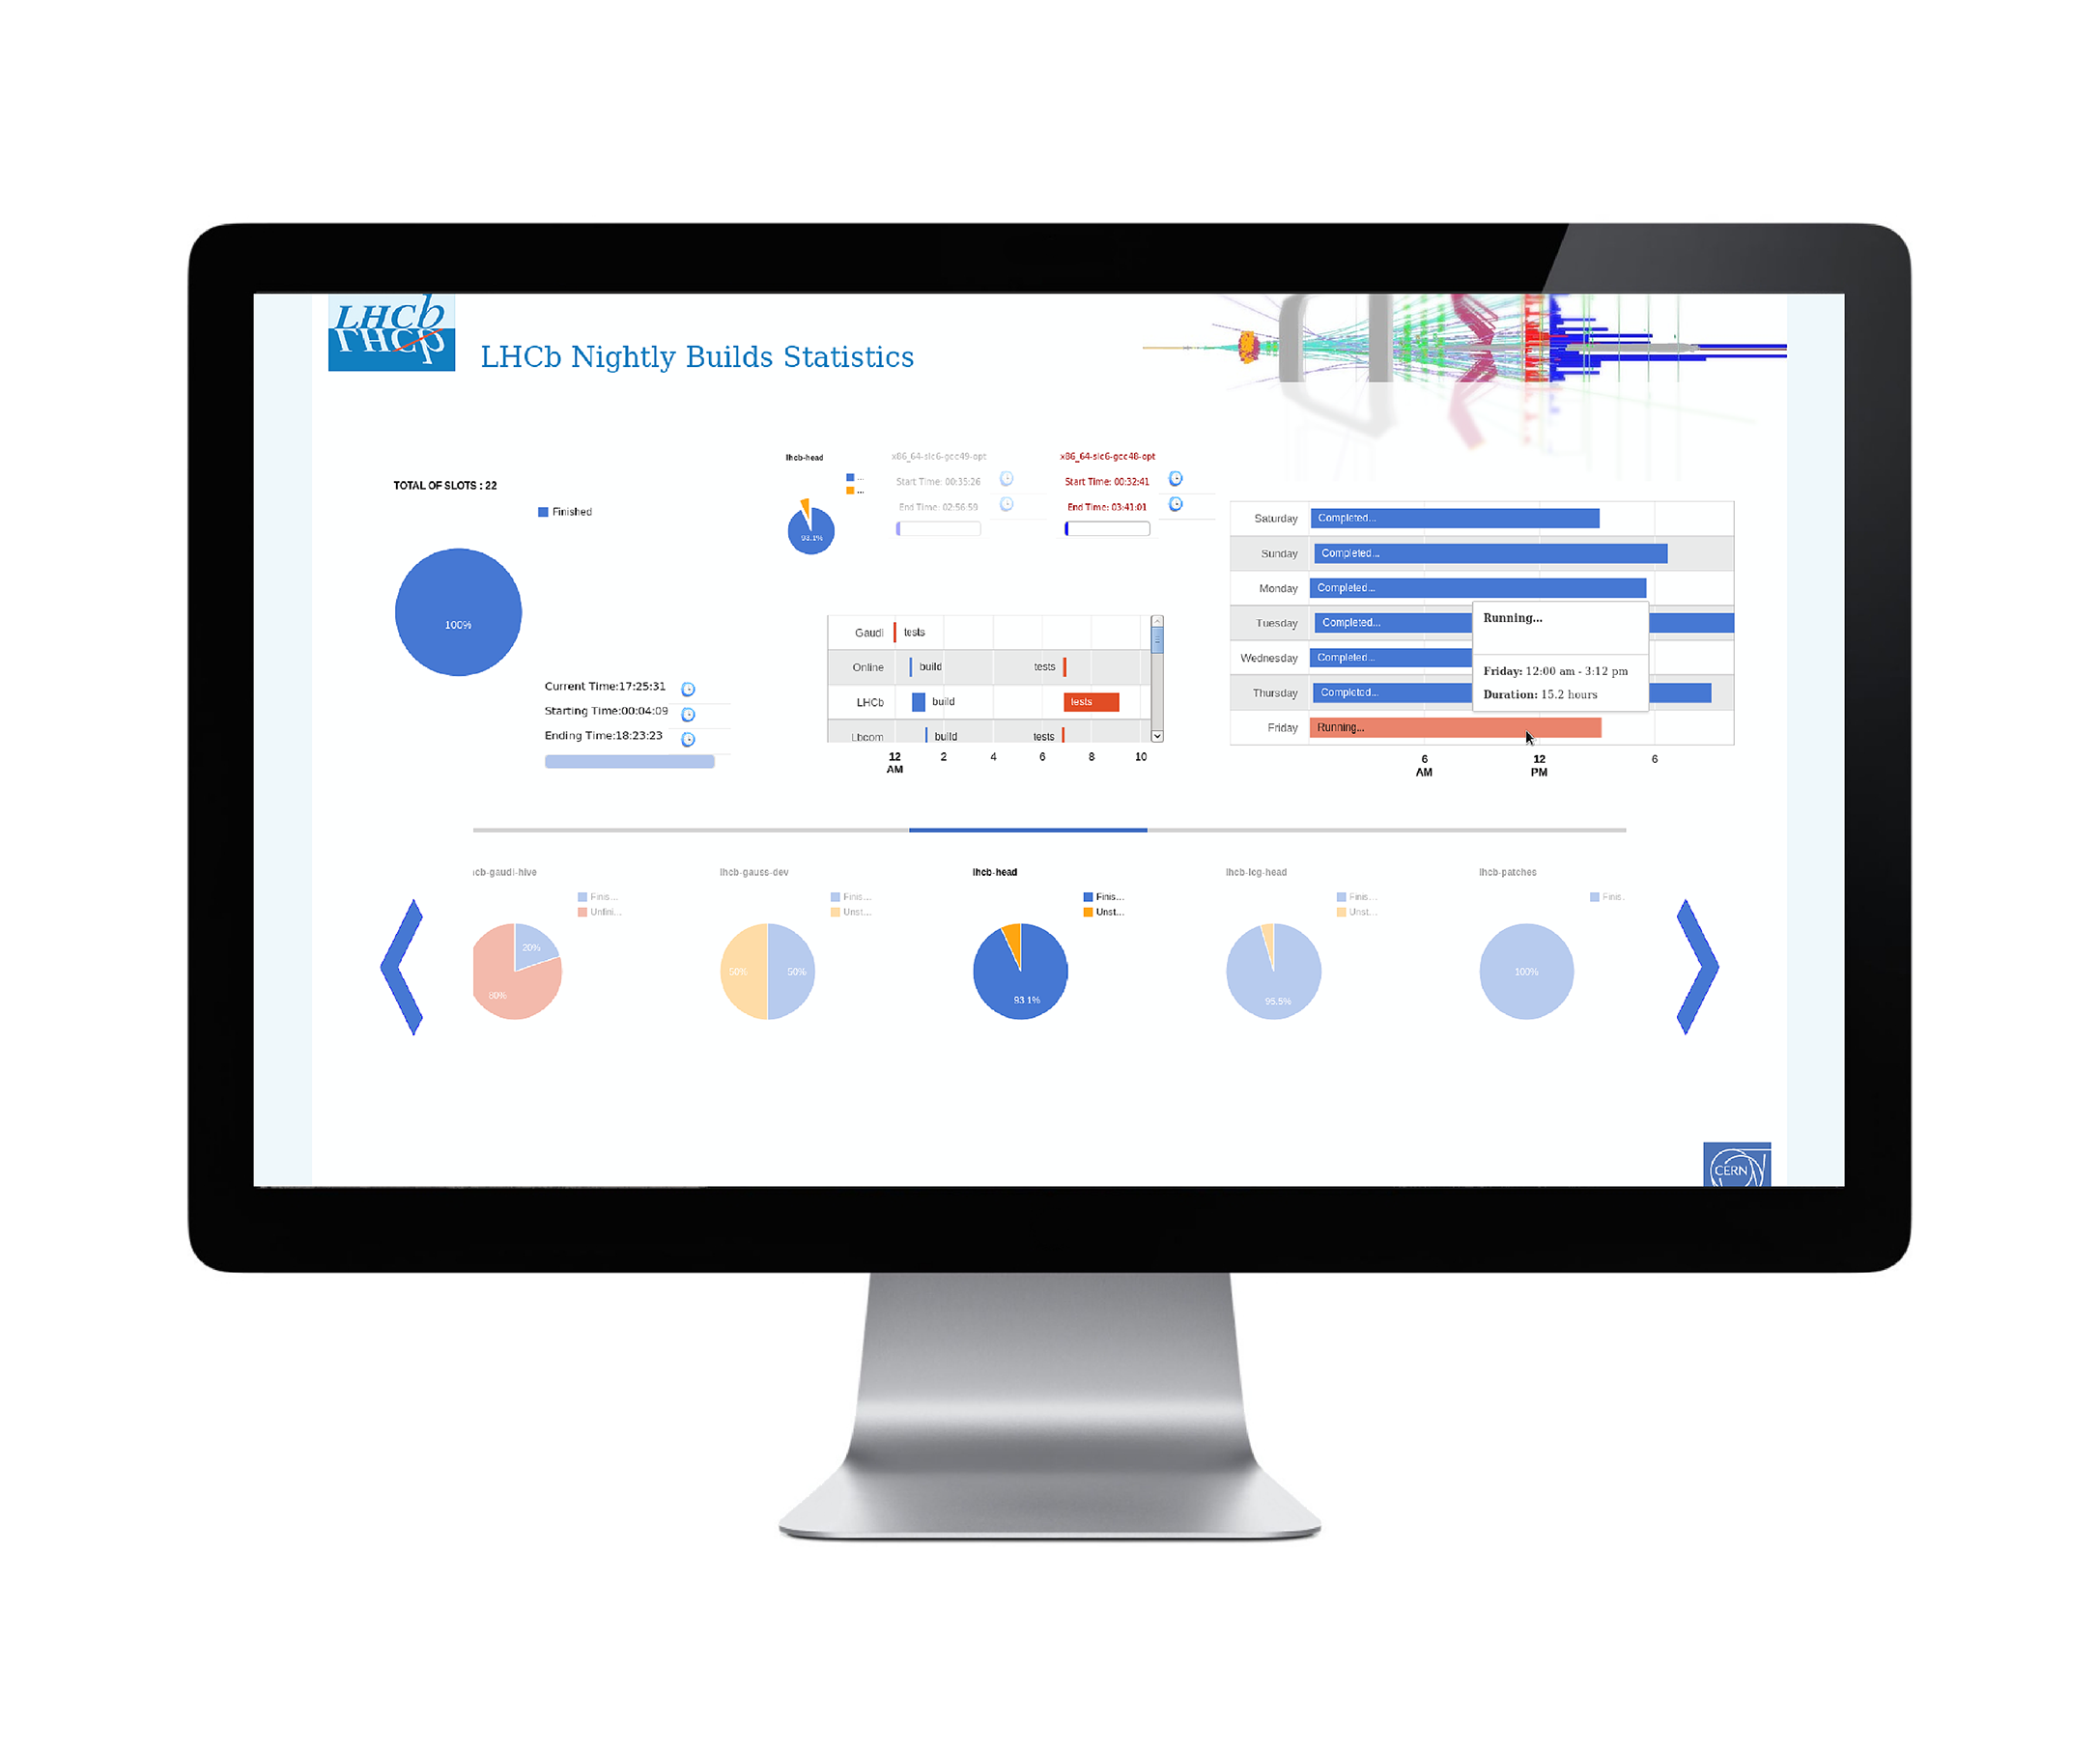 LHCb
LHCb Nightly Builds Statistics
TOTAL OF SLOTS : 22
Finished
100%
Current Time:17:25:31
Starting Time:00:04:09
Ending Time:18:23:23
lhcb-head
...
...
93.1%
x86_64-slc6-gcc49-opt
Start Time: 00:35:26
End Time: 02:56:59
x86_64-slc6-gcc48-opt
Start Time: 00:32:41
End Time: 03:41:01
Gaudi tests
Online build tests
LHCb build tests
Lbcom build tests
12 2 4 6 8 10
AM
Saturday Completed...
Sunday Completed...
Monday Completed...
Tuesday Completed...
Wednesday Completed...
Thursday Completed...
Friday Running...
Running...
Friday: 12:00 am - 3:12 pm
Duration: 15.2 hours
6 12 6
AM PM
cb-gaudi-hive
Finis...
Unfini...
20%
80%
lhcb-gauss-dev
Finis...
Unst...
50% 50%
lhcb-head
Finis...
Unst...
93.1%
lhcb-lcg-head
Finis...
Unst...
95.5%
lhcb-patches
Finis.
100%
CERN